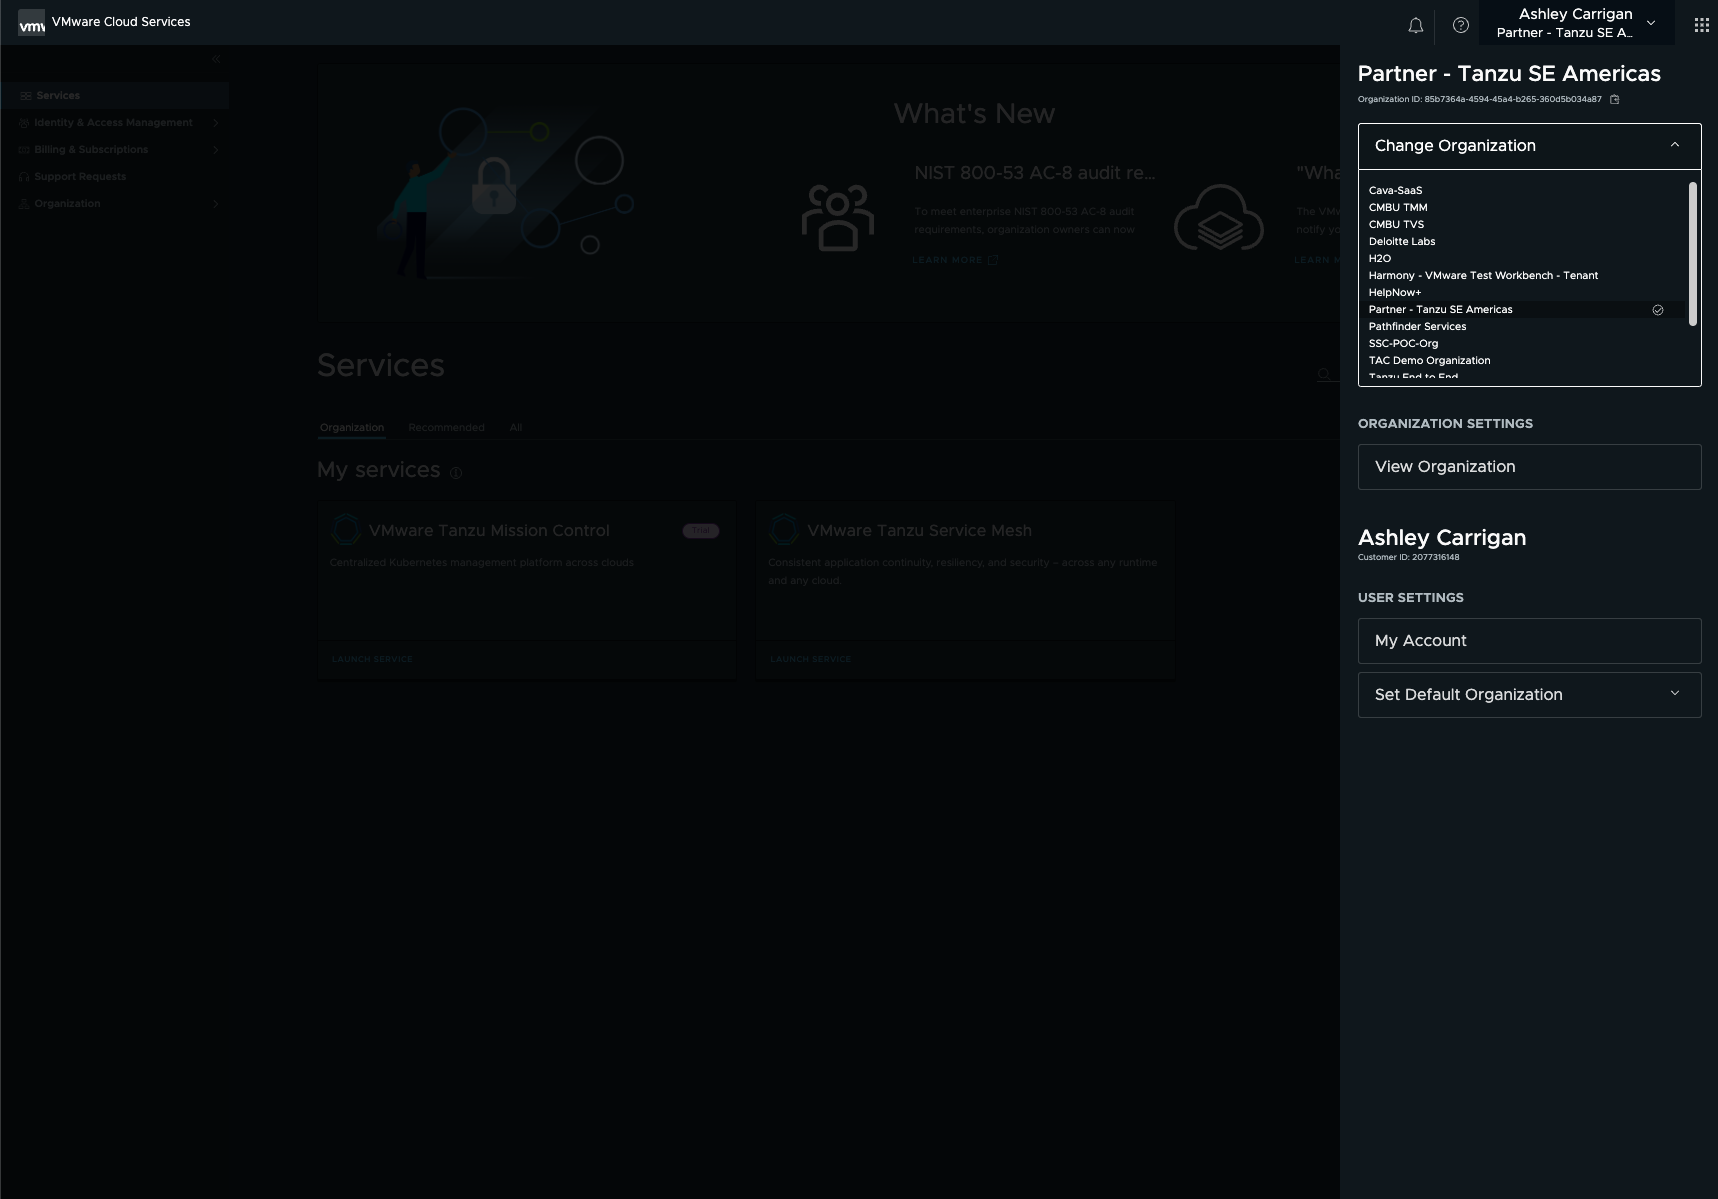 vmw VMware Cloud Services
Ashley Carrigan
Partner - Tanzu SE A...
Services
Identity & Access Management
Billing & Subscriptions
Support Requests
Organization
What's New
NIST 800-53 AC-8 audit re...
To meet enterprise NIST 800-53 AC-8 audit
requirements, organization owners can now
LEARN MORE
"Wha
The VMw
notify yo
LEARN M
Services
Organization
Recommended
All
My services
VMware Tanzu Mission Control
Trial
Centralized Kubernetes management platform across clouds
LAUNCH SERVICE
VMware Tanzu Service Mesh
Consistent application continuity, resiliency, and security – across any runtime
and any cloud.
LAUNCH SERVICE
Partner - Tanzu SE Americas
Organization ID: 85b7364a-4594-45a4-b265-360d5b034a87
Change Organization
Cava-SaaS
CMBU TMM
CMBU TVS
Deloitte Labs
H2O
Harmony - VMware Test Workbench - Tenant
HelpNow+
Partner - Tanzu SE Americas
Pathfinder Services
SSC-POC-Org
TAC Demo Organization
Tanzu End to End
ORGANIZATION SETTINGS
View Organization
Ashley Carrigan
Customer ID: 2077316148
USER SETTINGS
My Account
Set Default Organization